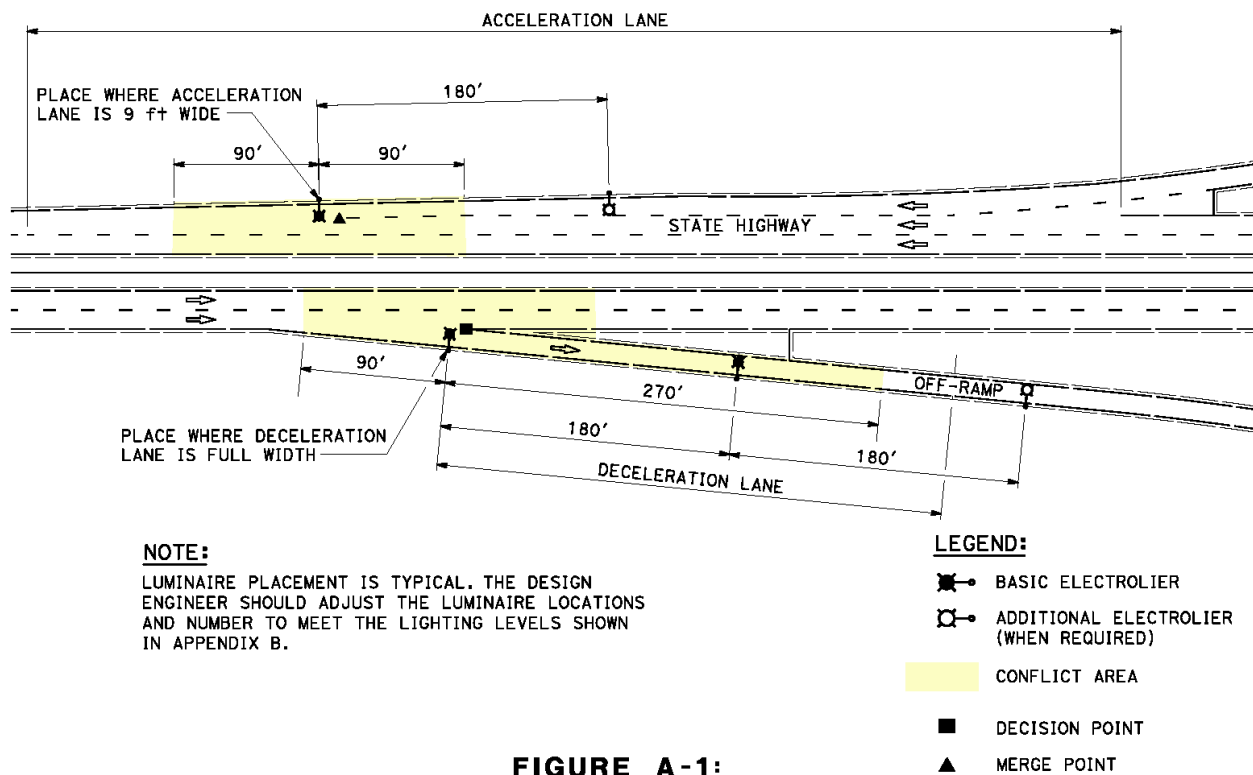 ACCELERATION LANE
PLACE WHERE ACCELERATION
LANE IS 9 ft WIDE
180'
90'
90'
STATE HIGHWAY
90'
270'
OFF-RAMP
PLACE WHERE DECELERATION
LANE IS FULL WIDTH
180'
180'
DECELERATION LANE
NOTE:
LUMINAIRE PLACEMENT IS TYPICAL. THE DESIGN
ENGINEER SHOULD ADJUST THE LUMINAIRE LOCATIONS
AND NUMBER TO MEET THE LIGHTING LEVELS SHOWN
IN APPENDIX B.
LEGEND:
BASIC ELECTROLIER
ADDITIONAL ELECTROLIER
(WHEN REQUIRED)
CONFLICT AREA
DECISION POINT
MERGE POINT
FIGURE A-1: